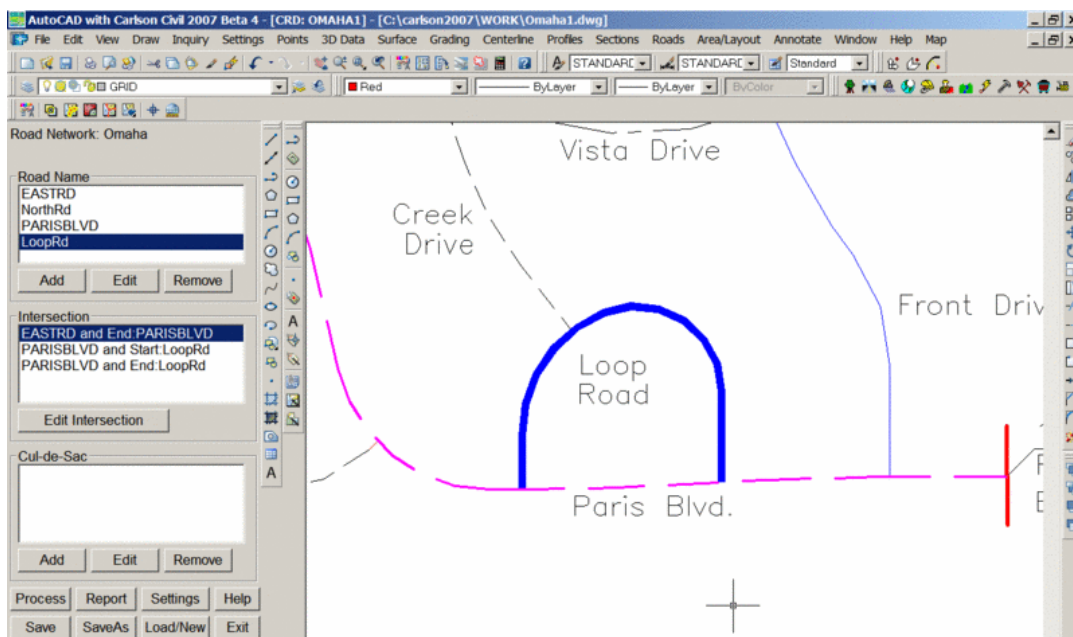 AutoCAD with Carlson Civil 2007 Beta 4 - [CRD: OMAHA1] - [C:\carlson2007\WORK\Omaha1.dwg]
File Edit View Draw Inquiry Settings Points 3D Data Surface Grading Centerline Profiles Sections Roads Area/Layout Annotate Window Help Map
STANDARD STANDARD Standard
GRID Red ByLayer ByLayer ByColor
Road Network: Omaha
Road Name
EASTRD
NorthRd
PARISBLVD
LoopRd
Add Edit Remove
Intersection
EASTRD and End:PARISBLVD
PARISBLVD and Start:LoopRd
PARISBLVD and End:LoopRd
Edit Intersection
Cul-de-Sac
Add Edit Remove
Process Report Settings Help
Save SaveAs Load/New Exit
Vista Drive
Creek
Drive
Front Driv
Loop
Road
Paris Blvd.